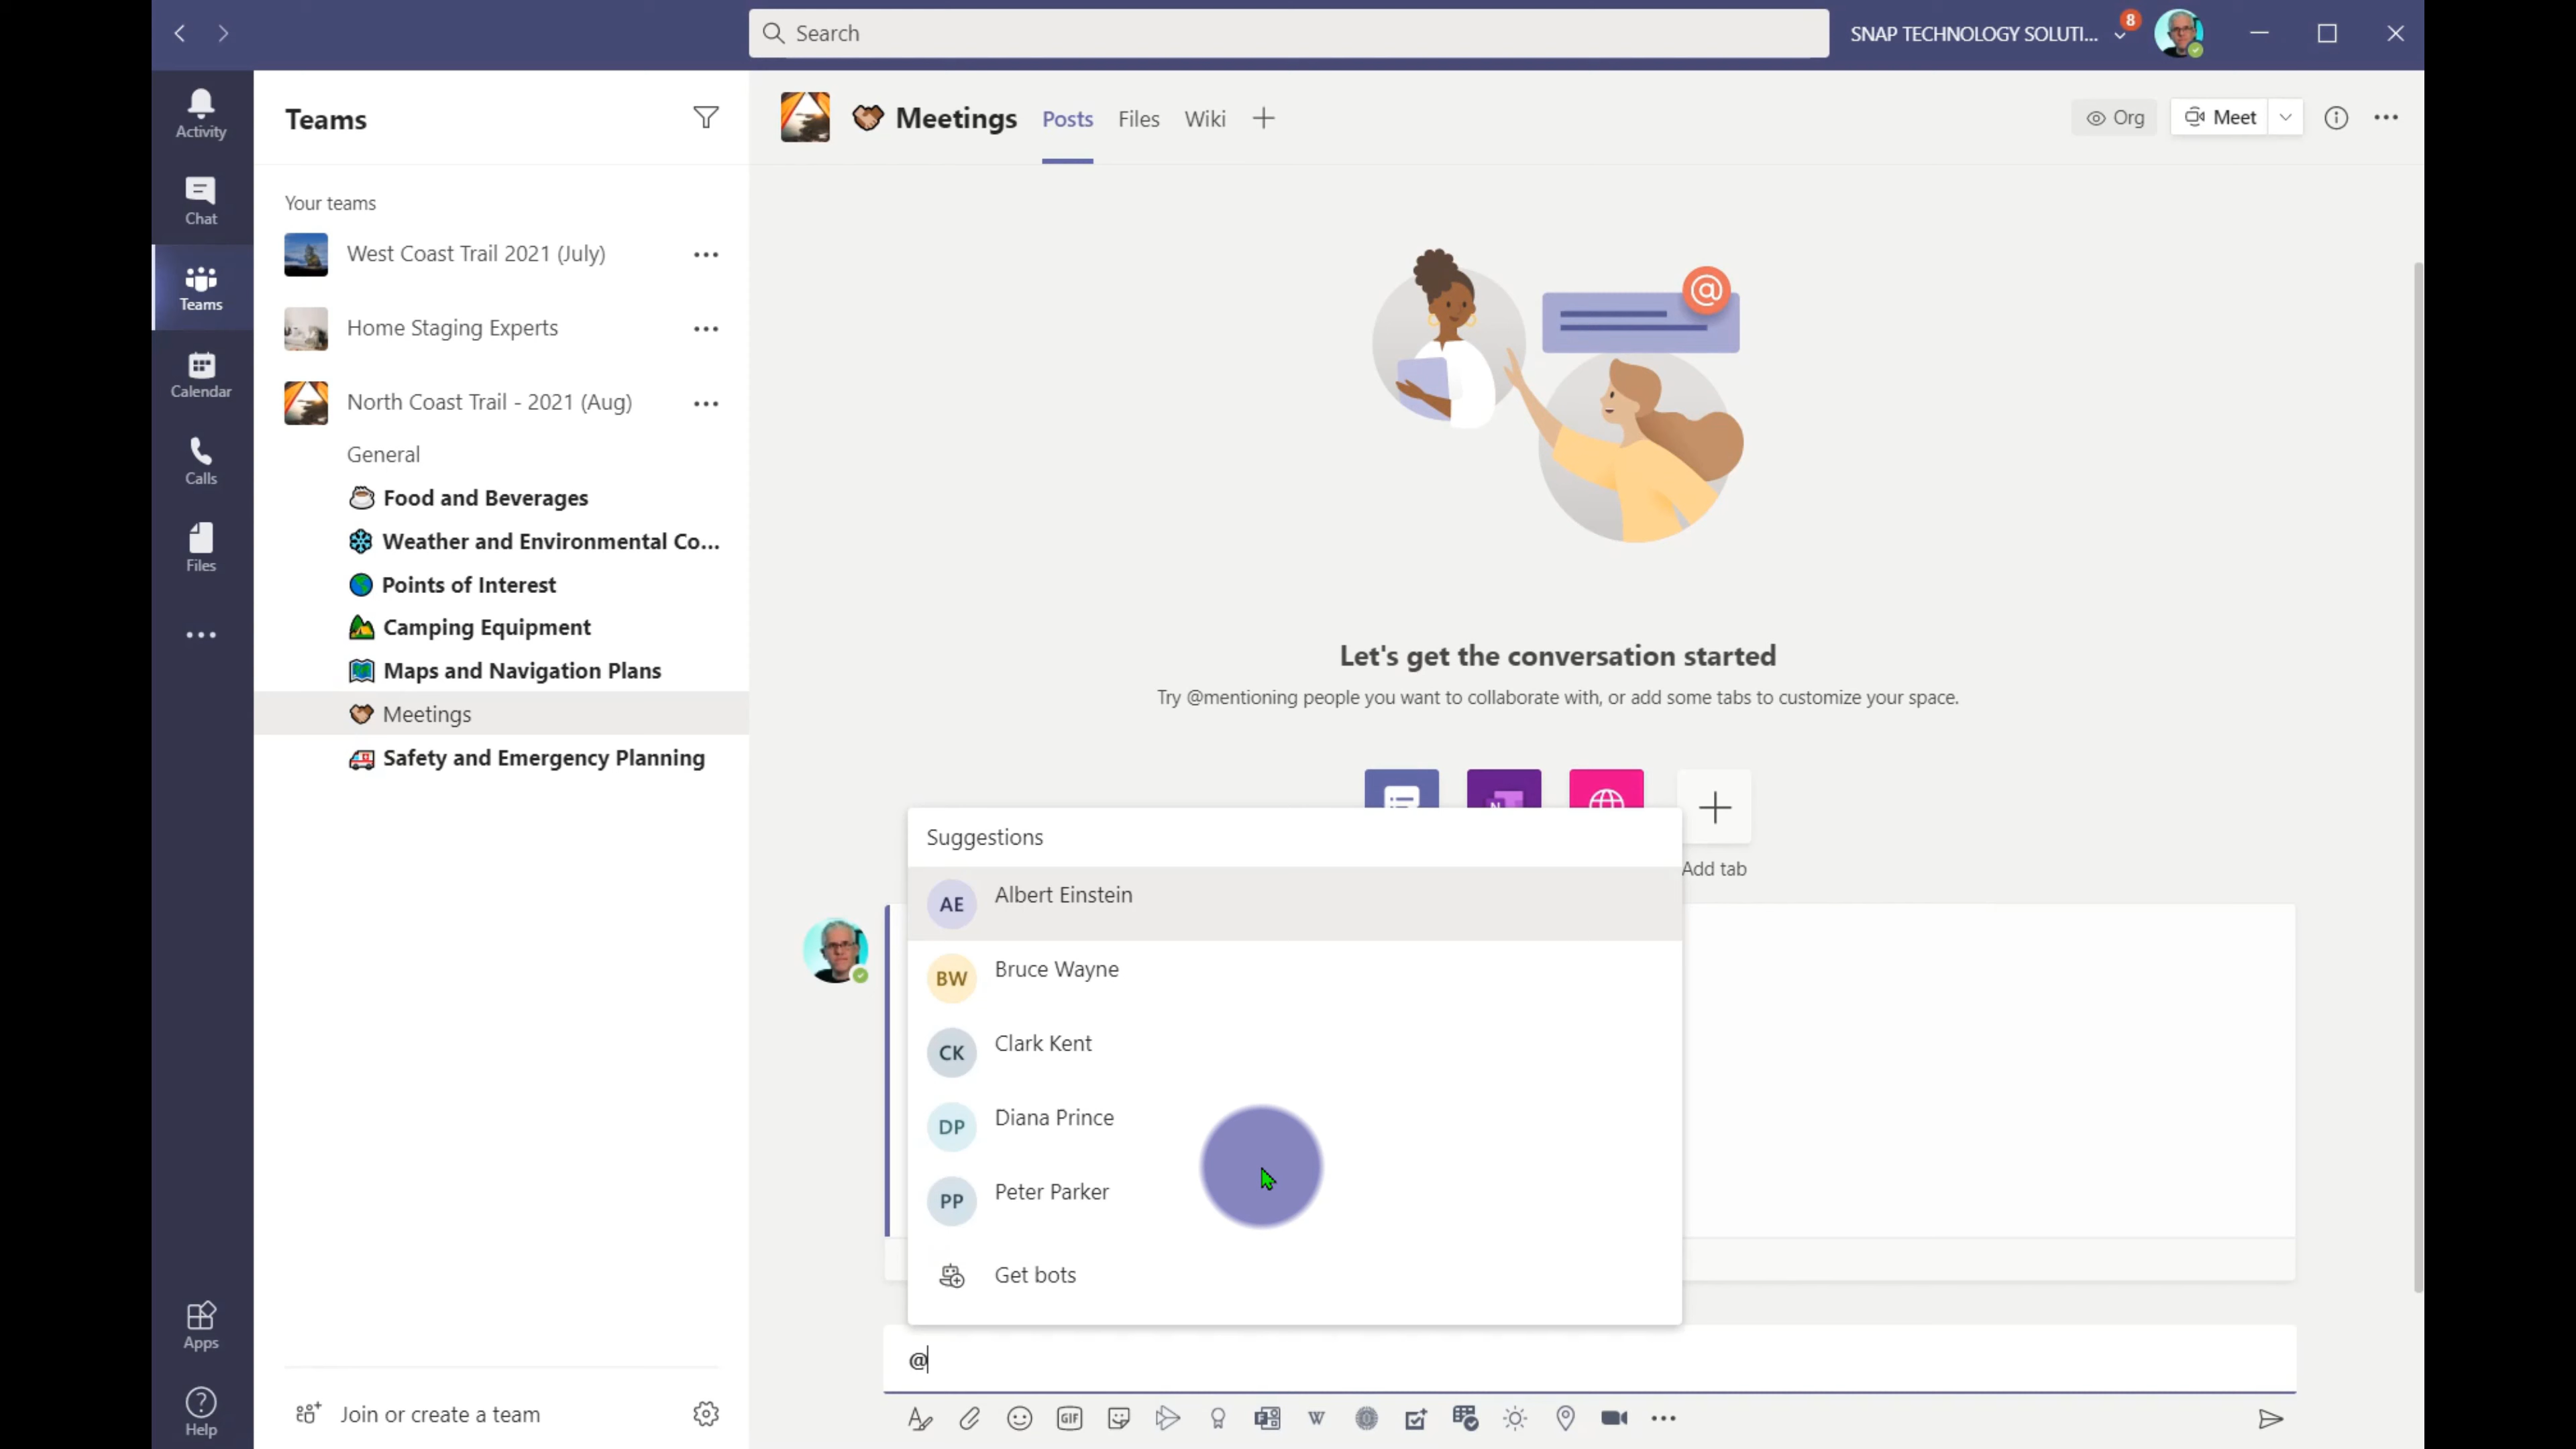 Search
SNAP TECHNOLOGY SOLUTI...
8
Activity
Chat
Teams
Calendar
Calls
Files
Apps
Help
Teams
Your teams
West Coast Trail 2021 (July)
Home Staging Experts
North Coast Trail - 2021 (Aug)
General
Food and Beverages
Weather and Environmental Co...
Points of Interest
Camping Equipment
Maps and Navigation Plans
Meetings
Safety and Emergency Planning
Join or create a team
Meetings
Posts
Files
Wiki
Org
Meet
@
Let's get the conversation started
Try @mentioning people you want to collaborate with, or add some tabs to customize your space.
N
Add tab
Suggestions
AE Albert Einstein
BW Bruce Wayne
CK Clark Kent
DP Diana Prince
PP Peter Parker
Get bots
@
GIF
W